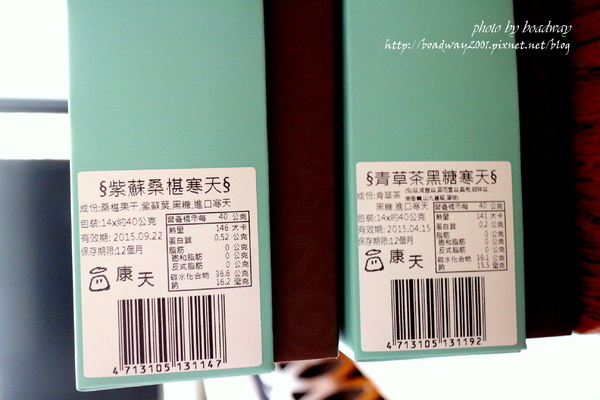 photo by boadway
http://boadway2001.pixnet.net/blog
§紫蘇桑椹寒天§
成份:桑椹果干,紫蘇葉,黑糖,進口寒天
包裝:14x約40公克
有效期: 2015.09.22
保存期限:12個月
康天
營養標示每 40 公克
熱量 146 大卡
蛋白質 0.52 公克
脂肪 0 公克
飽和脂肪 0 公克
反式脂肪 0 公克
碳水化合物 36.6 公克
鈉 16.2 毫克
4713105131147
§青草茶黑糖寒天§
成份:青草茶
黑糖,進口寒天
包裝:14x約40公克
有效期: 2015.04.15
保存期限:12個月
康天
營養標示每 40 公克
熱量 141 大卡
蛋白質 0.2 公克
脂肪 0 公克
飽和脂肪 0 公克
反式脂肪 0 公克
碳水化合物 36.1 公克
鈉 15.5 毫克
4713105131192